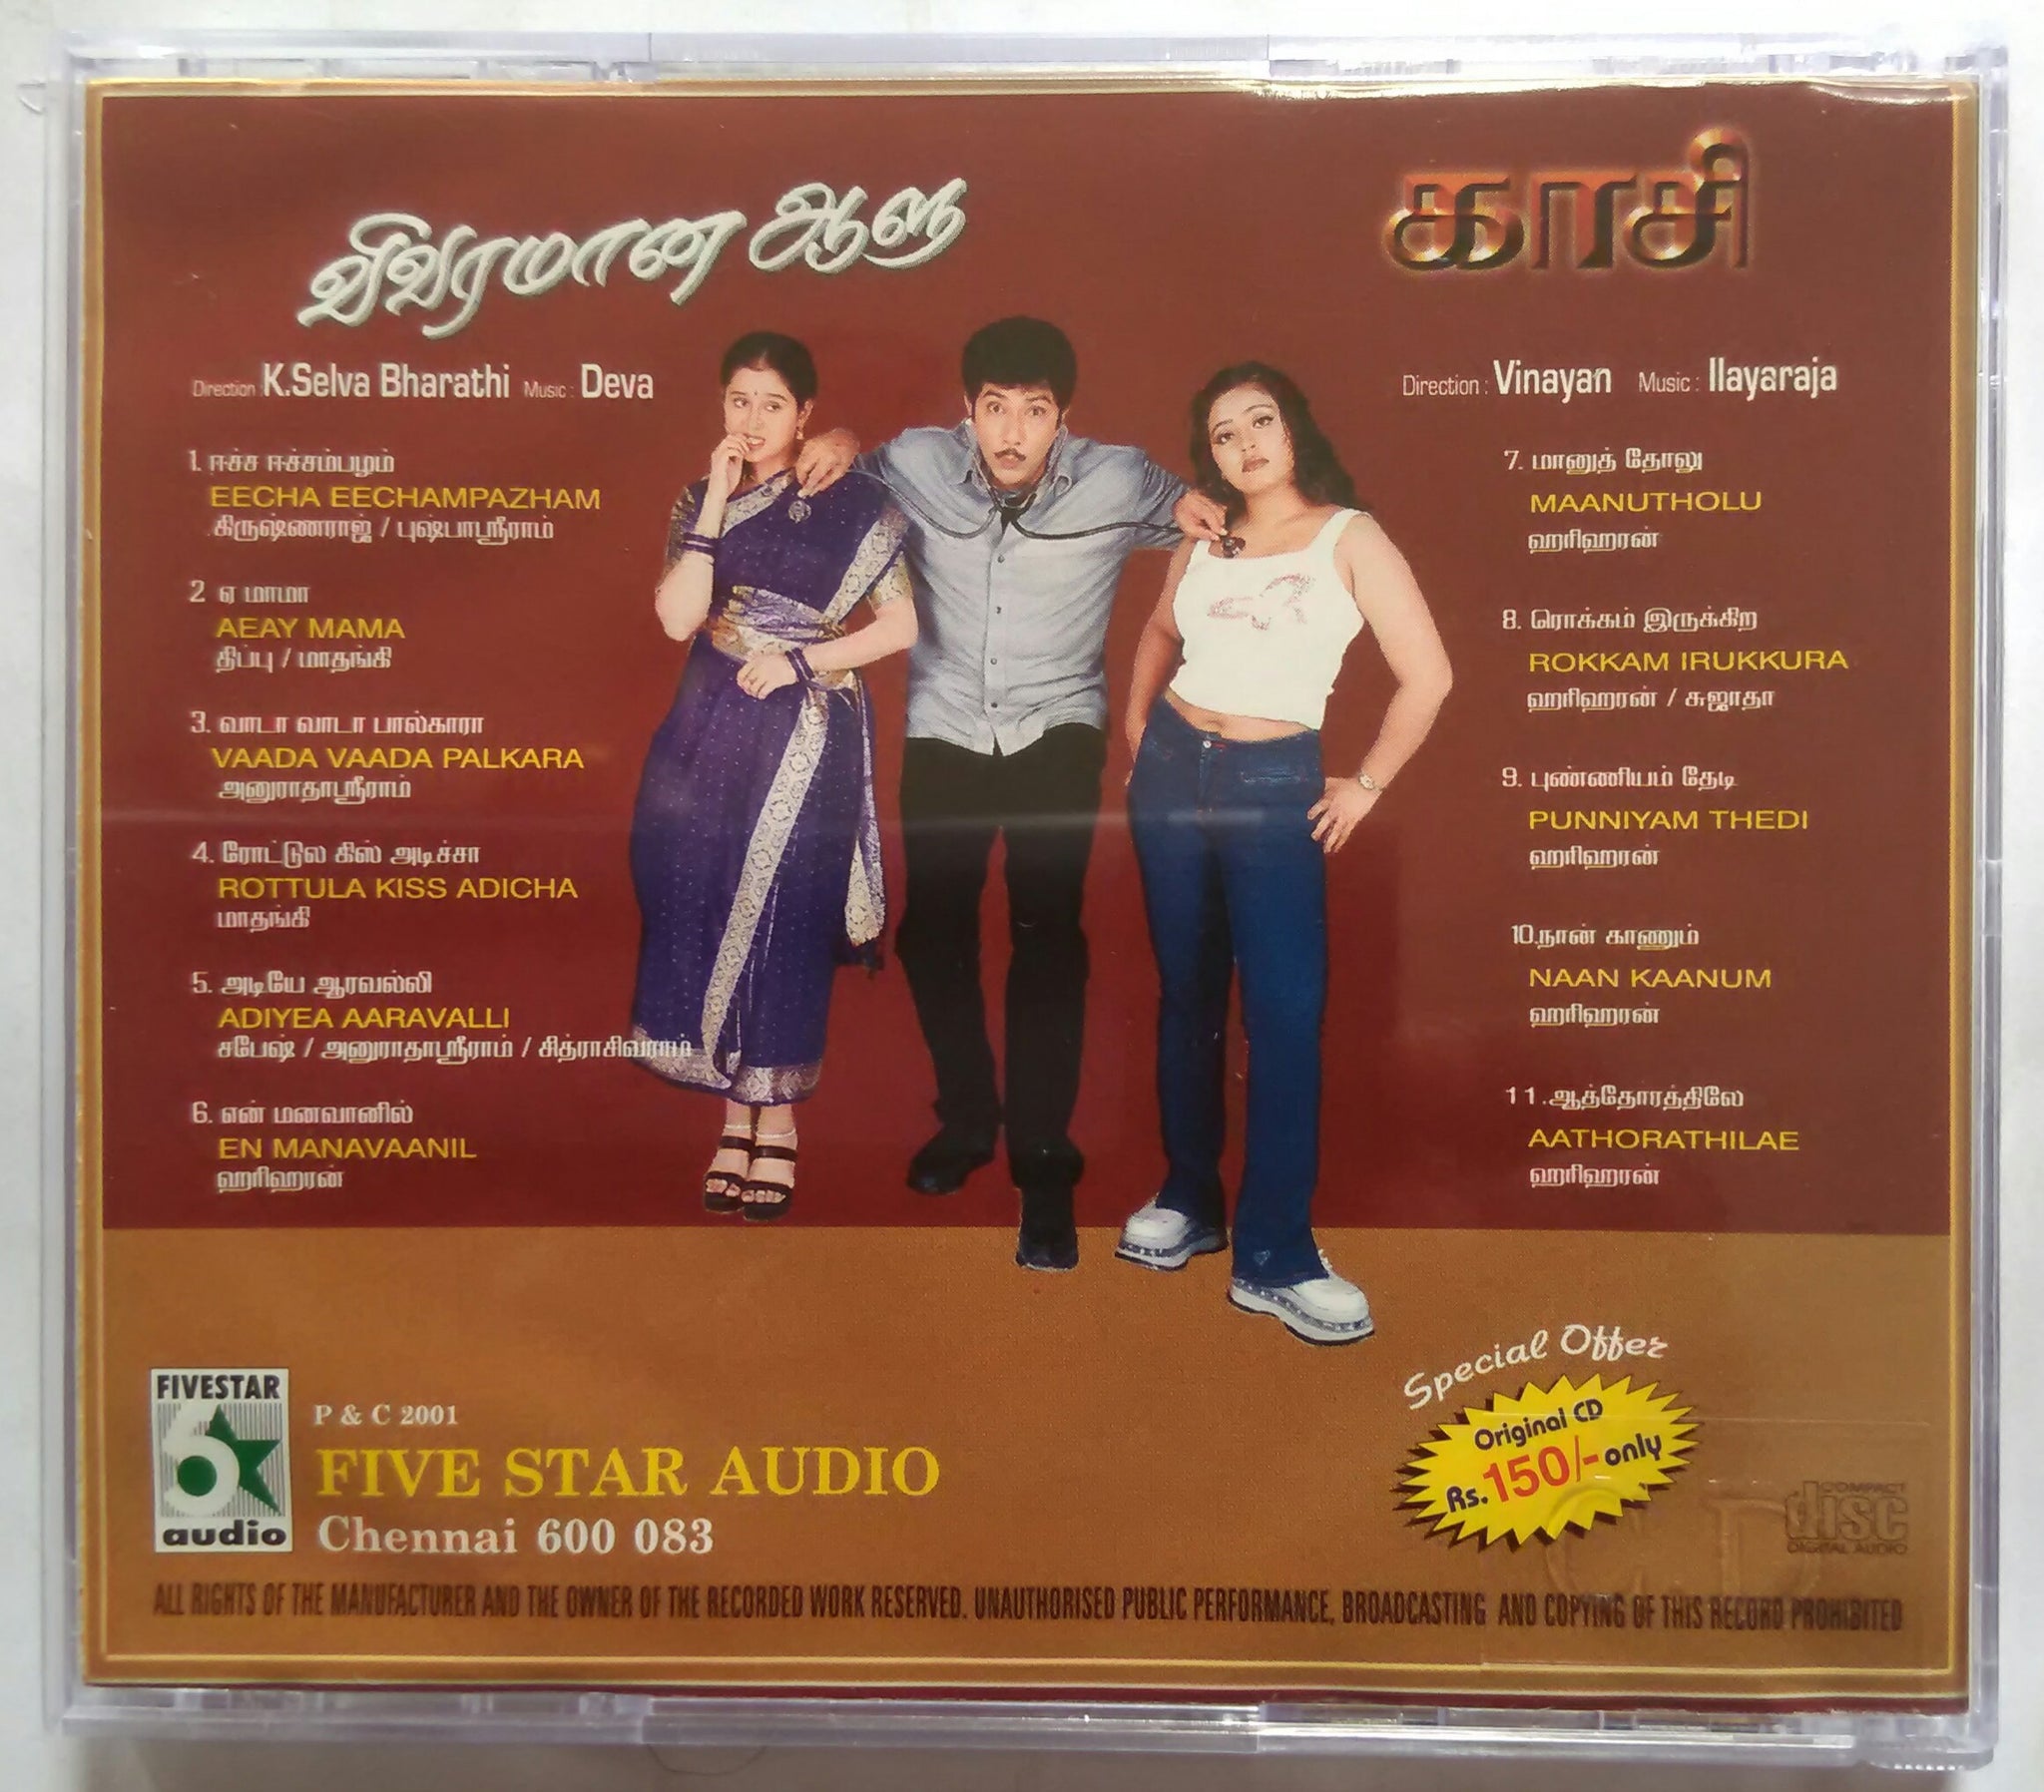 விவரமான ஆளு
Direction : K.Selva Bharathi Music : Deva
1. ஈச்ச ஈச்சம்பழம்
EECHA EECHAMPAZHAM
கிருஷ்ணராஜ் / புஷ்பாஸ்ரீராம்
2 ஏ மாமா
AEAY MAMA
திப்பு / மாதங்கி
3. வாடா வாடா பால்காரா
VAADA VAADA PALKARA
அனுராதாஸ்ரீராம்
4. ரோட்டுல கிஸ் அடிச்சா
ROTTULA KISS ADICHA
மாதங்கி
5. அடியே ஆரவல்லி
ADIYEA AARAVALLI
சபேஷ் / அனுராதாஸ்ரீராம் / சித்ராசிவராம்
6. என் மனவானில்
EN MANAVAANIL
ஹரிஹரன்
காசி
Direction : Vinayan Music : Ilayaraja
7. மானுத் தோலு
MAANUTHOLU
ஹரிஹரன்
8. ரொக்கம் இருக்கிற
ROKKAM IRUKKURA
ஹரிஹரன் / சுஜாதா
9. புண்ணியம் தேடி
PUNNIYAM THEDI
ஹரிஹரன்
10.நான் காணும்
NAAN KAANUM
ஹரிஹரன்
11.ஆத்தோரத்திலே
AATHORATHILAE
ஹரிஹரன்
FIVESTAR
audio
P & C 2001
FIVE STAR AUDIO
Chennai 600 083
Special Offer
Original CD
Rs.150/-only
COMPACT
disc
DIGITAL AUDIO
ALL RIGHTS OF THE MANUFACTURER AND THE OWNER OF THE RECORDED WORK RESERVED. UNAUTHORISED PUBLIC PERFORMANCE, BROADCASTING AND COPYING OF THIS RECORD PROHIBITED